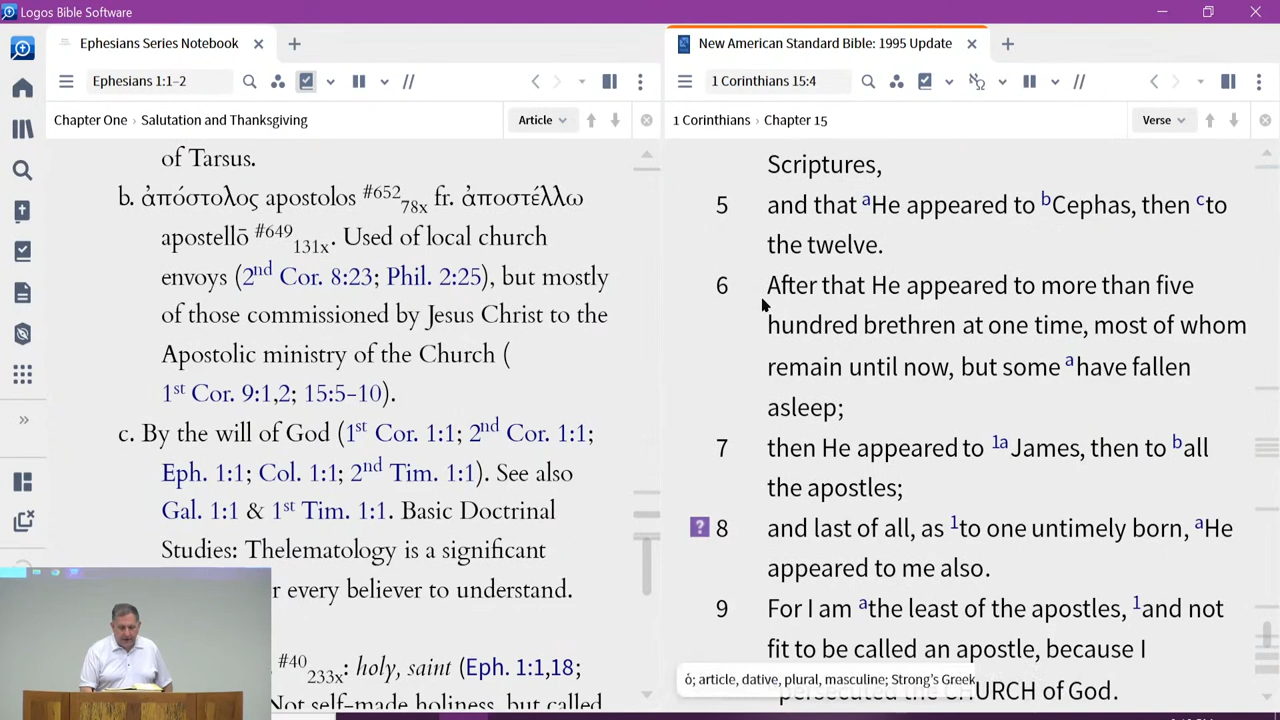 Logos Bible Software
Ephesians Series Notebook
New American Standard Bible: 1995 Update
Ephesians 1:1–2
1 Corinthians 15:4
Chapter One › Salutation and Thanksgiving
Article
1 Corinthians › Chapter 15
Verse
of Tarsus.
b. ἀπόστολος apostolos #652 78x fr. ἀποστέλλω
apostellō #649 131x. Used of local church
envoys (2nd Cor. 8:23; Phil. 2:25), but mostly
of those commissioned by Jesus Christ to the
Apostolic ministry of the Church (
1st Cor. 9:1,2; 15:5-10).
c. By the will of God (1st Cor. 1:1; 2nd Cor. 1:1;
Eph. 1:1; Col. 1:1; 2nd Tim. 1:1). See also
Gal. 1:1 & 1st Tim. 1:1. Basic Doctrinal
Studies: Thelematology is a significant
r every believer to understand.
#40 233x: holy, saint (Eph. 1:1,18;
Not self-made holiness, but called
Scriptures,
5 and that aHe appeared to bCephas, then cto
the twelve.
6 After that He appeared to more than five
hundred brethren at one time, most of whom
remain until now, but some ahave fallen
asleep;
7 then He appeared to 1aJames, then to ball
the apostles;
8 and last of all, as 1to one untimely born, aHe
appeared to me also.
9 For I am athe least of the apostles, 1and not
fit to be called an apostle, because I
persecuted the CHURCH of God.
ὁ; article, dative, plural, masculine; Strong's Greek